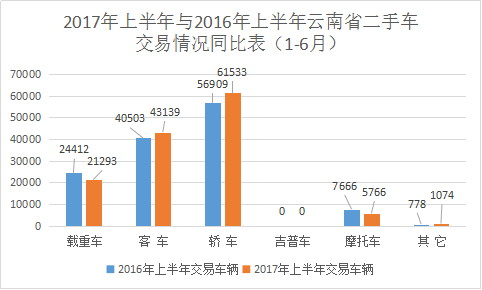 2017年上半年与2016年上半年云南省二手车
交易情况同比表（1-6月）
70000
60000
50000
40000
30000
20000
10000
0
24412
21293
40503
43139
56909
61533
0
0
7666
5766
778
1074
载重车
客 车
轿 车
吉普车
摩托车
其 它
2016年上半年交易车辆
2017年上半年交易车辆